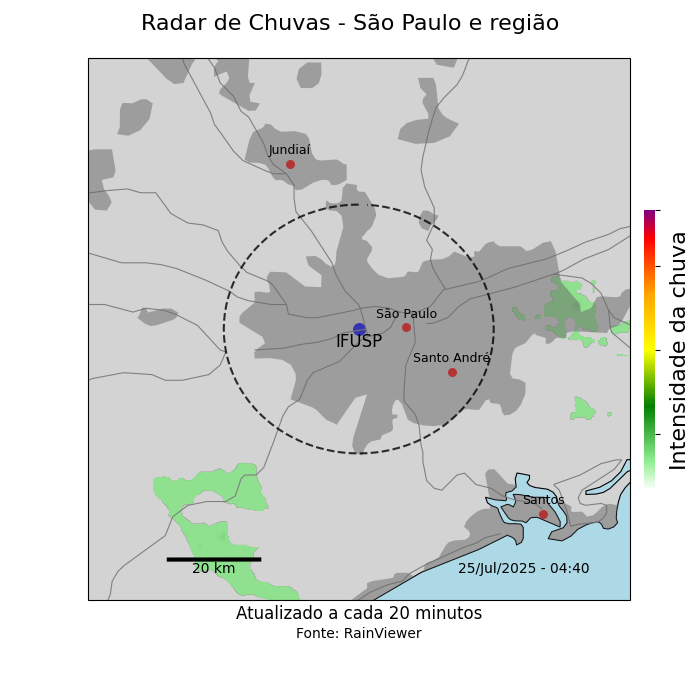 Radar de Chuvas - São Paulo e região
Jundiaí
São Paulo
IFUSP
Santo André
Santos
20 km
25/Jul/2025 - 04:40
Intensidade da chuva
Atualizado a cada 20 minutos
Fonte: RainViewer